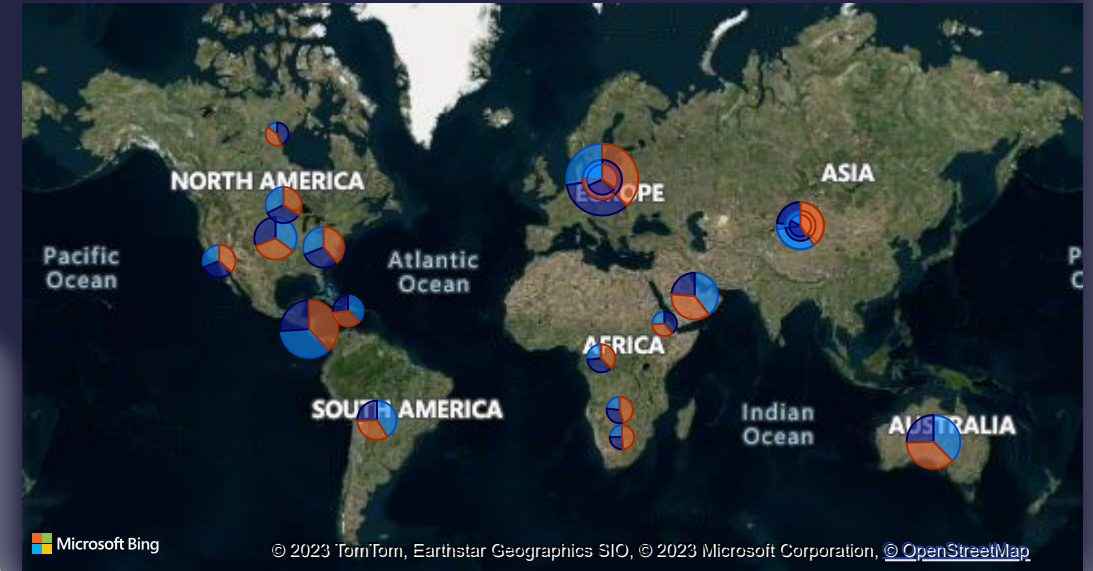 ASIA
NORTH AMERICA
EUROPE
Pacific
Ocean
Atlantic
Ocean
P
C
AFRICA
SOUTH AMERICA
Indian
Ocean
AUSTRALIA
Microsoft Bing
© 2023 TomTom, Earthstar Geographics SIO, © 2023 Microsoft Corporation, © OpenStreetMap